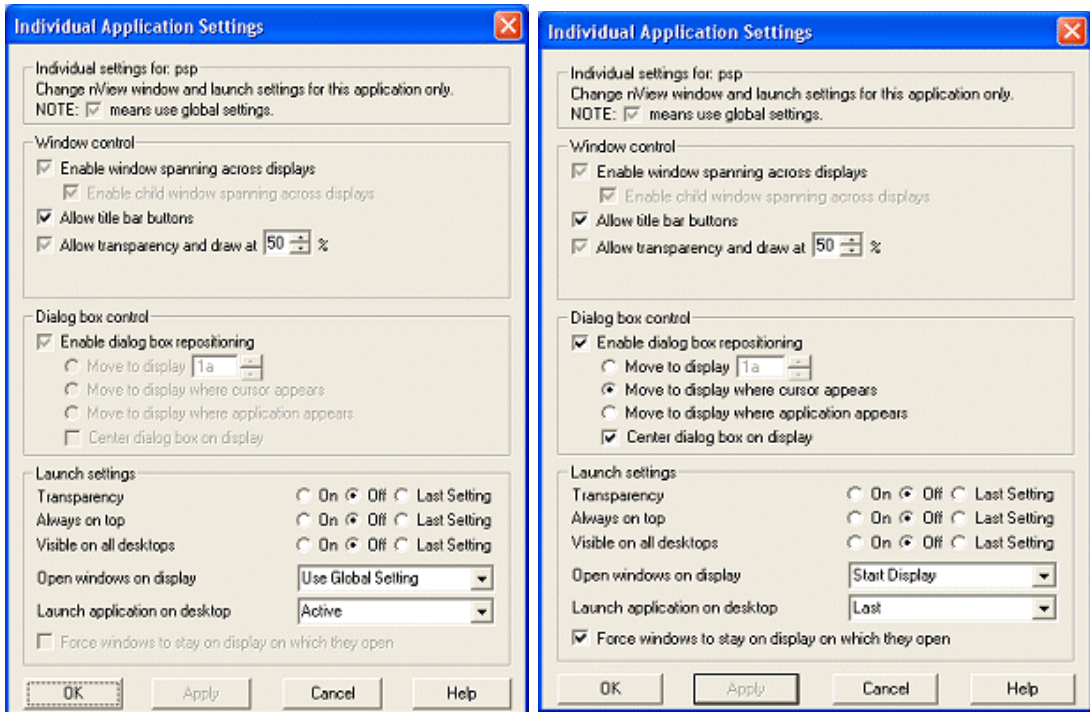 Individual Application Settings
Individual settings for: psp
Change nView window and launch settings for this application only.
NOTE: means use global settings.
Window control
Enable window spanning across displays
Enable child window spanning across displays
Allow title bar buttons
Allow transparency and draw at 50 %
Dialog box control
Enable dialog box repositioning
Move to display 1a
Move to display where cursor appears
Move to display where application appears
Center dialog box on display
Launch settings
Transparency On Off Last Setting
Always on top On Off Last Setting
Visible on all desktops On Off Last Setting
Open windows on display Use Global Setting
Launch application on desktop Active
Force windows to stay on display on which they open
OK Apply Cancel Help
Individual Application Settings
Individual settings for: psp
Change nView window and launch settings for this application only.
NOTE: means use global settings.
Window control
Enable window spanning across displays
Enable child window spanning across displays
Allow title bar buttons
Allow transparency and draw at 50 %
Dialog box control
Enable dialog box repositioning
Move to display 1a
Move to display where cursor appears
Move to display where application appears
Center dialog box on display
Launch settings
Transparency On Off Last Setting
Always on top On Off Last Setting
Visible on all desktops On Off Last Setting
Open windows on display Start Display
Launch application on desktop Last
Force windows to stay on display on which they open
OK Apply Cancel Help